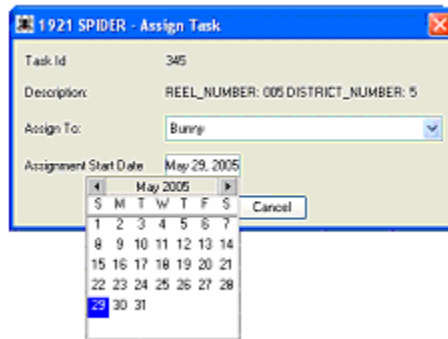 1921 SPIDER - Assign Task
Task Id 345
Description: REEL_NUMBER: 005 DISTRICT_NUMBER: 5
Assign To: Bunny
Assignment Start Date May 29, 2005
May 2005
S M T W T F S
1 2 3 4 5 6 7
8 9 10 11 12 13 14
Cancel
15 16 17 18 19 20 21
22 23 24 25 26 27 28
29 30 31